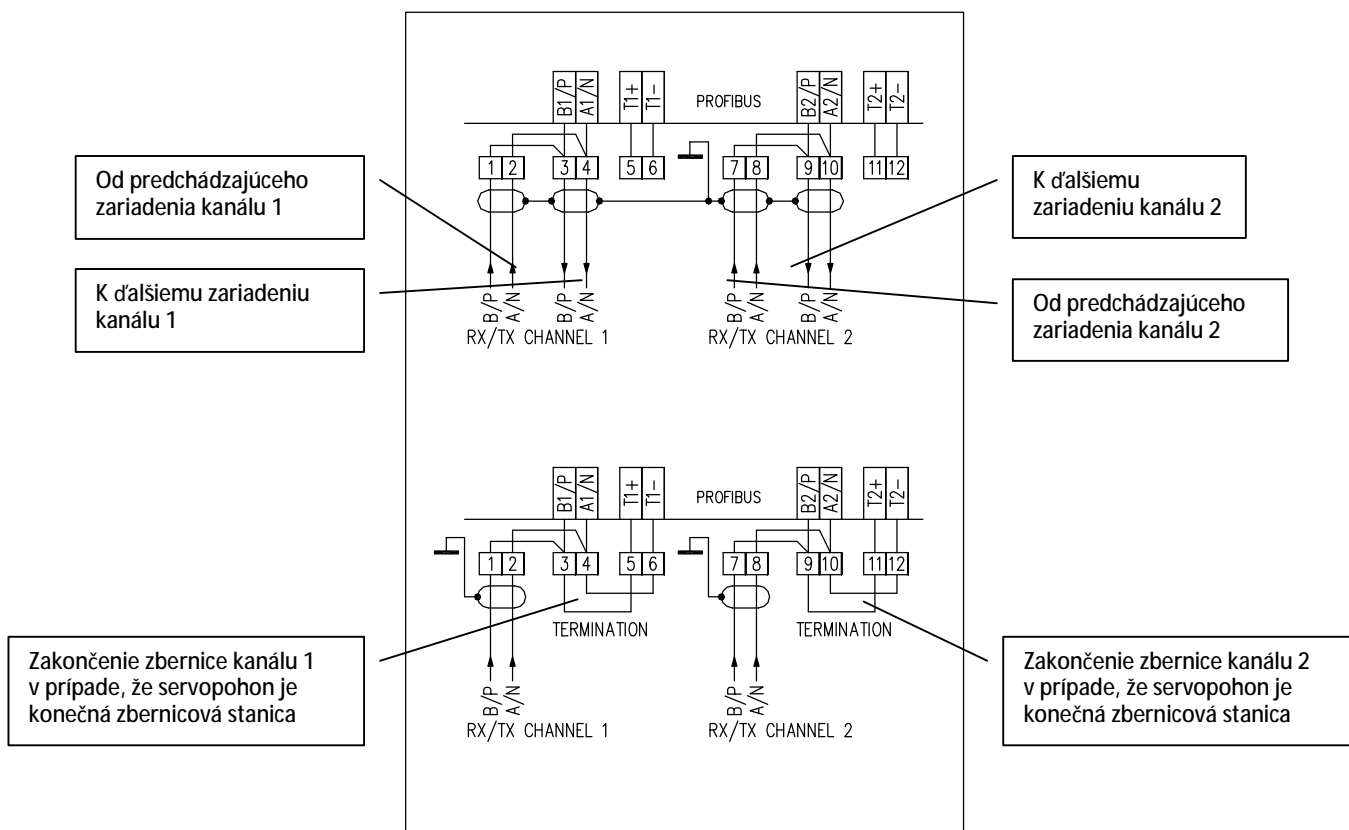 B1/P A1/N T1+ T1- PROFIBUS B2/P A2/N T2+ T2-
1 2 3 4 5 6 7 8 9 10 11 12
Od predchádzajúceho
zariadenia kanálu 1
K ďalšiemu
zariadeniu kanálu 2
K ďalšiemu zariadeniu
kanálu 1
Od predchádzajúceho
zariadenia kanálu 2
B/P A/N B/P A/N B/P A/N B/P A/N
RX/TX CHANNEL 1 RX/TX CHANNEL 2
B1/P A1/N T1+ T1- PROFIBUS B2/P A2/N T2+ T2-
1 2 3 4 5 6 7 8 9 10 11 12
TERMINATION TERMINATION
Zakončenie zbernice kanálu 1
v prípade, že servopohon je
konečná zbernicová stanica
Zakončenie zbernice kanálu 2
v prípade, že servopohon je
konečná zbernicová stanica
B/P A/N B/P A/N
RX/TX CHANNEL 1 RX/TX CHANNEL 2